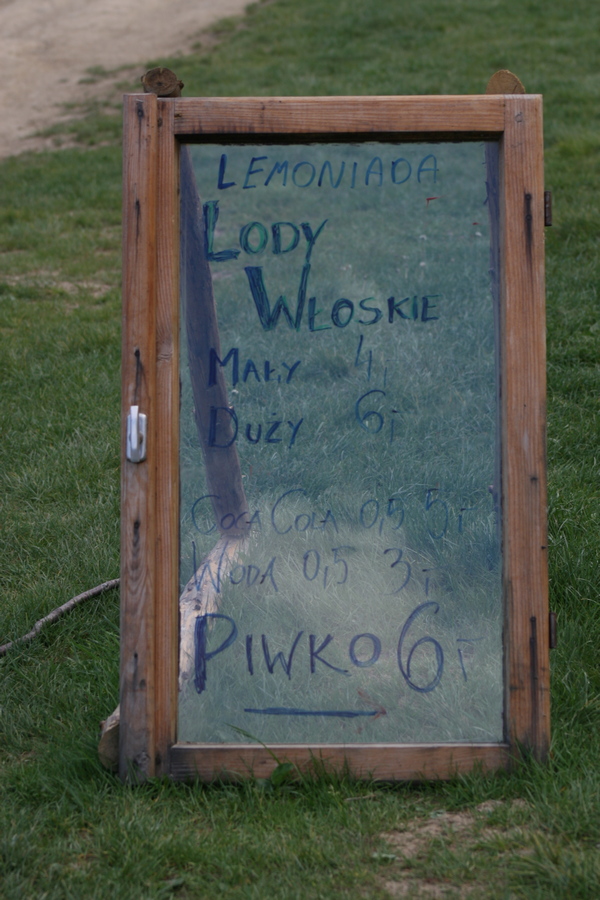 LEMONIADA
LODY
WŁOSKIE
MAŁY 4,-
DUŻY 6,-
COCA COLA 0,5 5,-
WODA 0,5 3,-
PIWKO 6,-